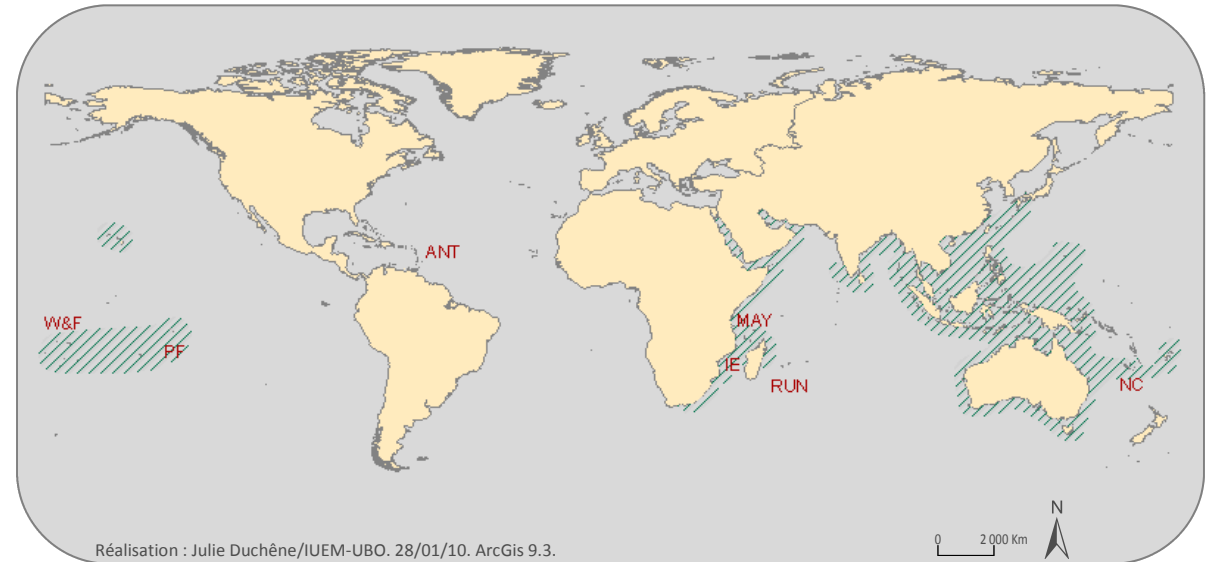 ANT
W&F
MAY
PF
IE
RUN
NC
N
Réalisation : Julie Duchêne/IUEM-UBO. 28/01/10. ArcGis 9.3.
0 2 000 Km